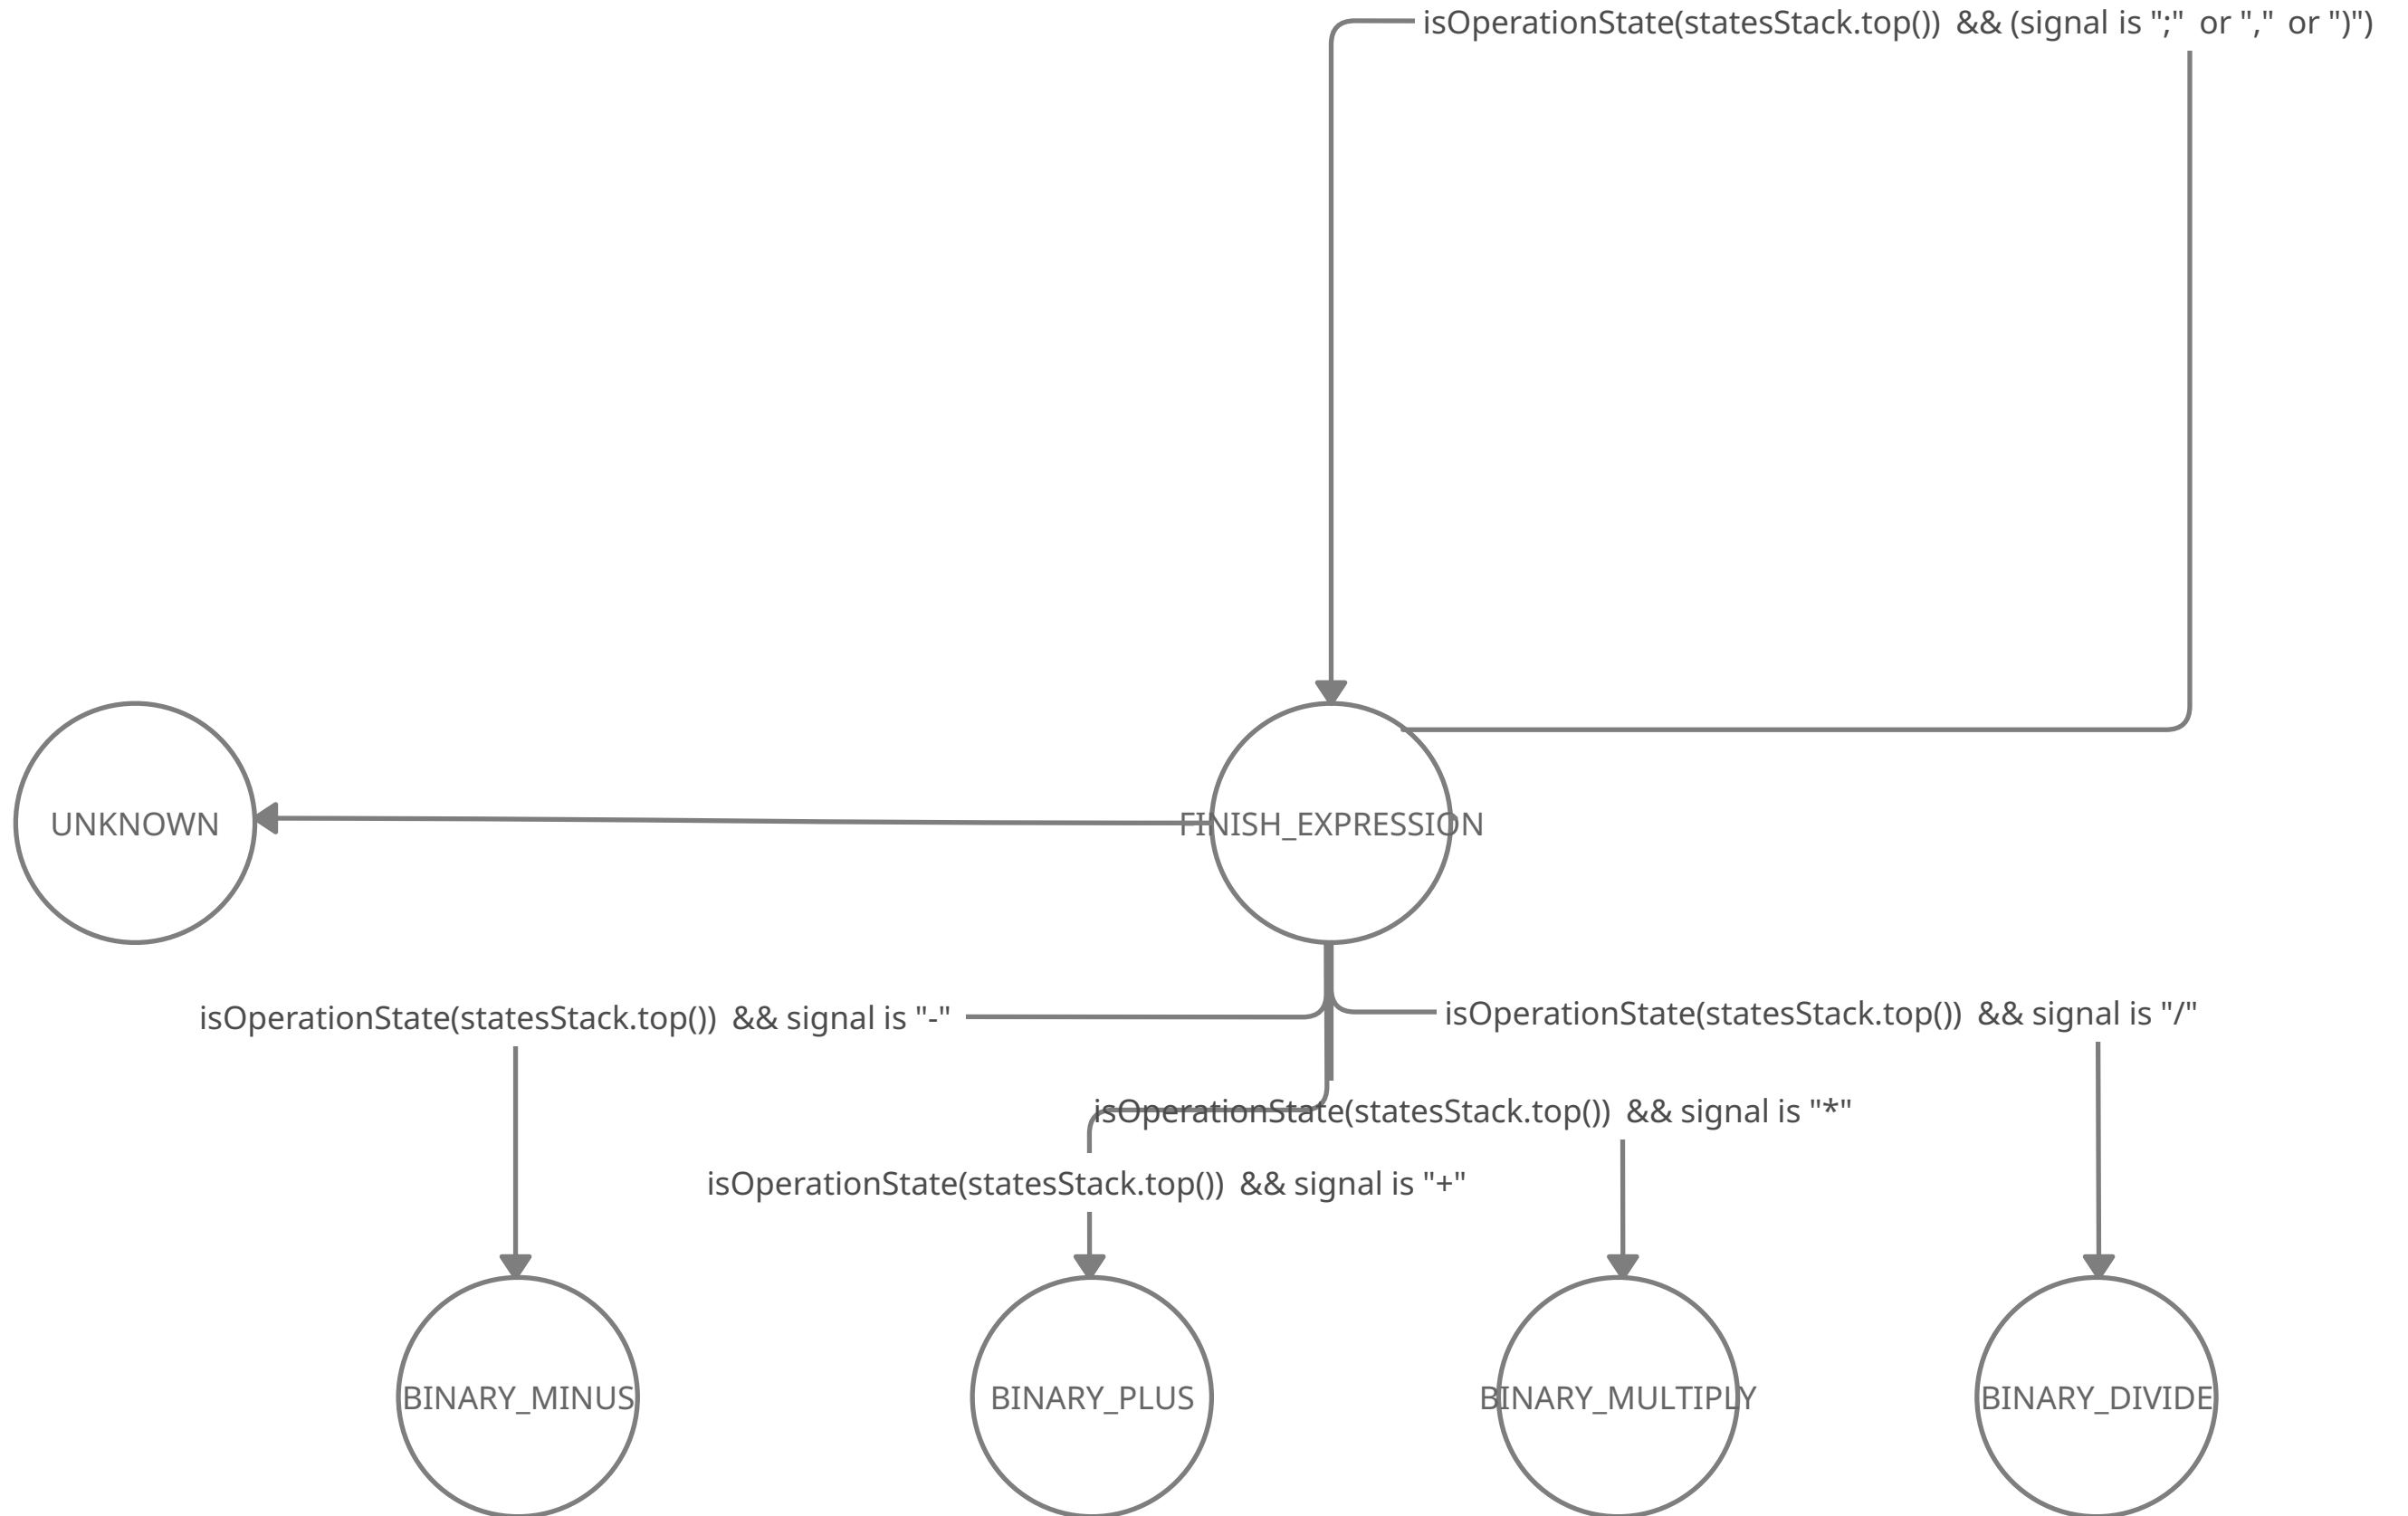 isOperationState(statesStack.top())  && (signal is ";"  or ","  or ")")
UNKNOWN
FINISH_EXPRESSION
isOperationState(statesStack.top())  && signal is "-"
isOperationState(statesStack.top())  && signal is "/"
isOperationState(statesStack.top())  && signal is "*"
isOperationState(statesStack.top())  && signal is "+"
BINARY_MINUS
BINARY_PLUS
BINARY_MULTIPLY
BINARY_DIVIDE